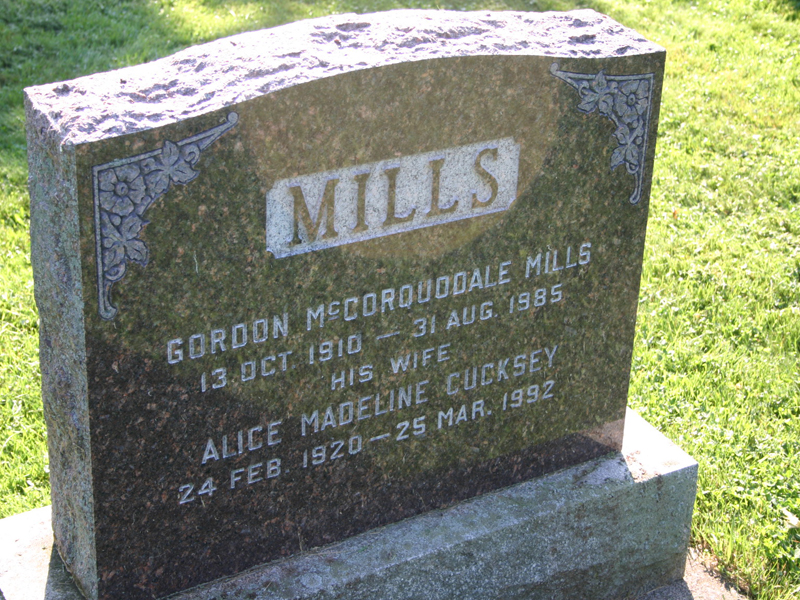 MILLS
GORDON McCORQUODALE MILLS
13 OCT 1910 — 31 AUG. 1985
HIS WIFE
ALICE MADELINE CUCKSEY
24 FEB 1920 — 25 MAR. 1992